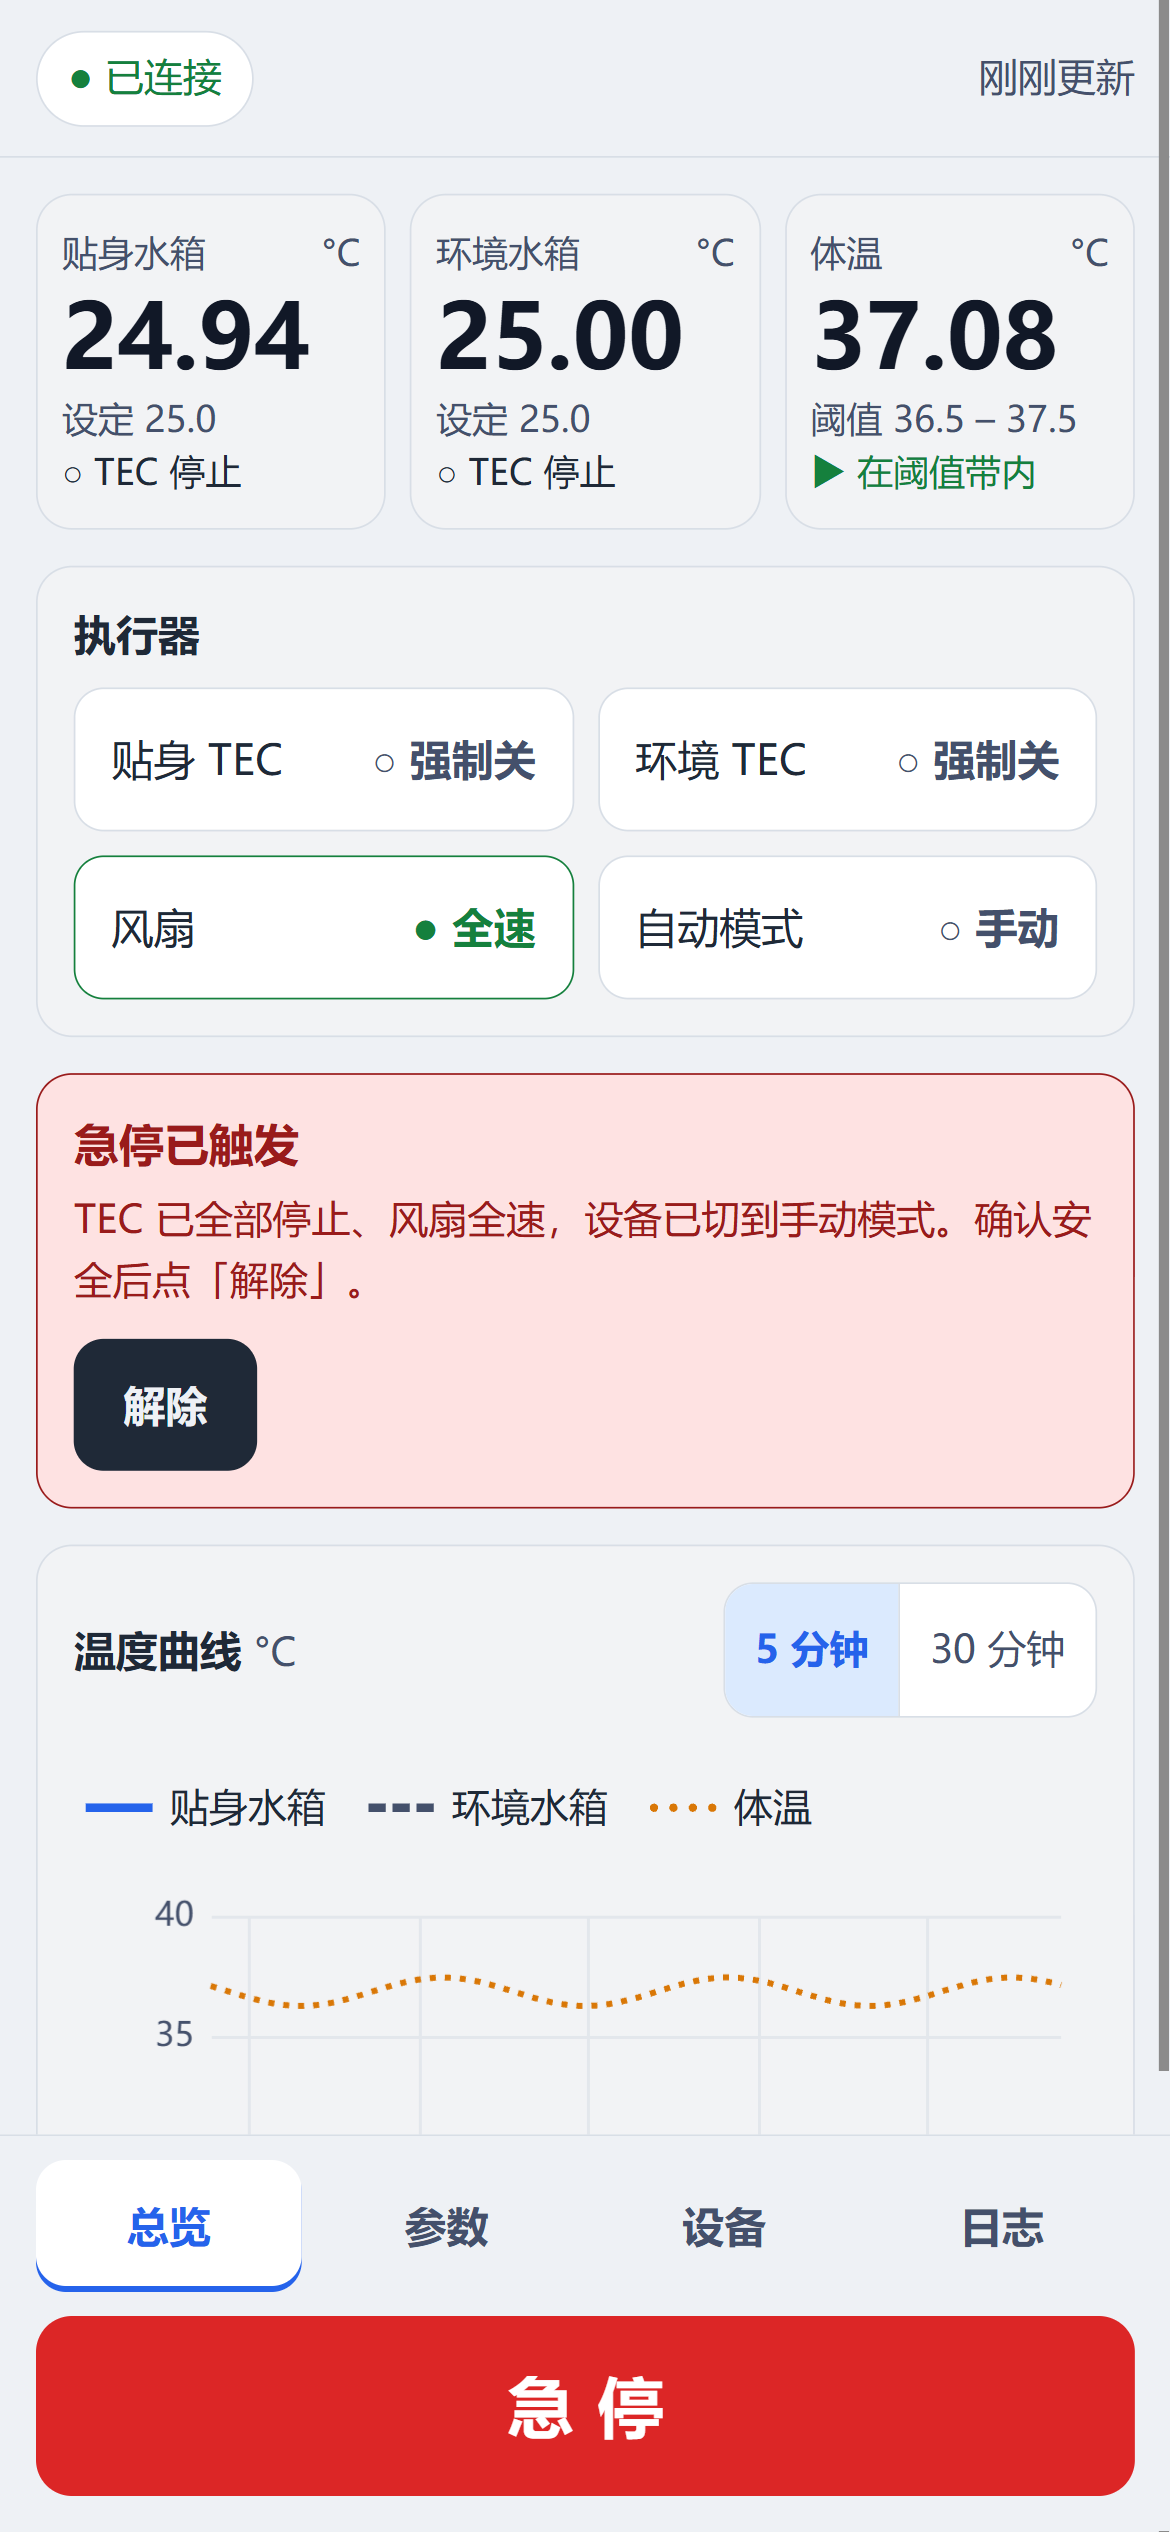 ● 已连接
刚刚更新
贴身水箱 °C
24.94
设定 25.0
○ TEC 停止
环境水箱 °C
25.00
设定 25.0
○ TEC 停止
体温 °C
37.08
阈值 36.5 – 37.5
▶ 在阈值带内
执行器
贴身 TEC ○ 强制关
环境 TEC ○ 强制关
风扇 ● 全速
自动模式 ○ 手动
急停已触发
TEC 已全部停止、风扇全速，设备已切到手动模式。确认安
全后点「解除」。
解除
温度曲线 °C
5 分钟
30 分钟
贴身水箱
环境水箱
体温
40
35
总览
参数
设备
日志
急 停